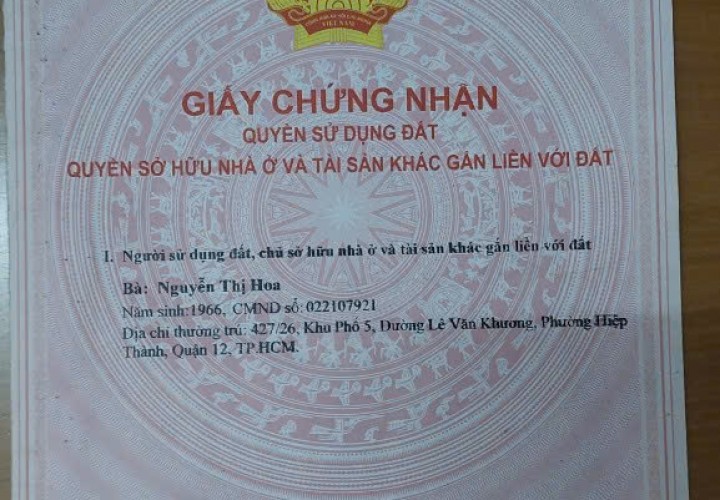 VIỆT NAM
GIẤY CHỨNG NHẬN
QUYỀN SỬ DỤNG ĐẤT
QUYỀN SỞ HỮU NHÀ Ở VÀ TÀI SẢN KHÁC GẮN LIỀN VỚI ĐẤT
I. Người sử dụng đất, chủ sở hữu nhà ở và tài sản khác gắn liền với đất
Bà: Nguyễn Thị Hoa
Năm sinh:1966, CMND số: 022107921
Địa chỉ thường trú: 427/26, Khu Phố 5, Đường Lê Văn Khương, Phường Hiệp
Thành, Quận 12, TP.HCM.